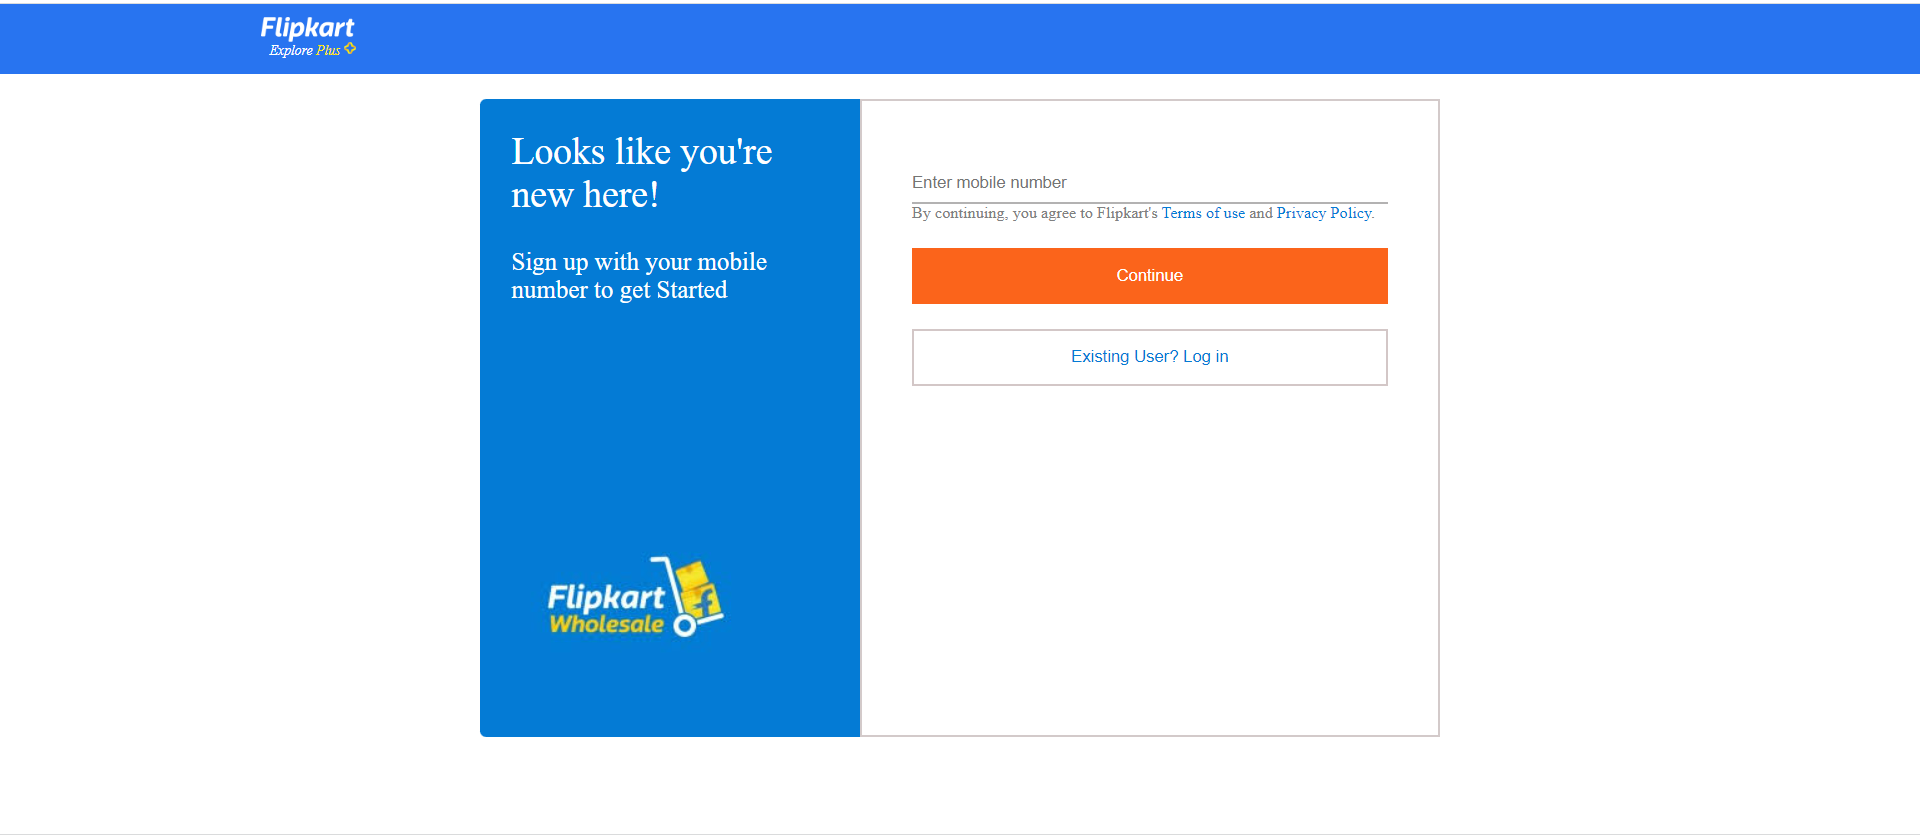 Flipkart
Explore Plus
Looks like you're
new here!
Sign up with your mobile
number to get Started
Flipkart
Wholesale
f
Enter mobile number
By continuing, you agree to Flipkart's Terms of use and Privacy Policy.
Continue
Existing User? Log in